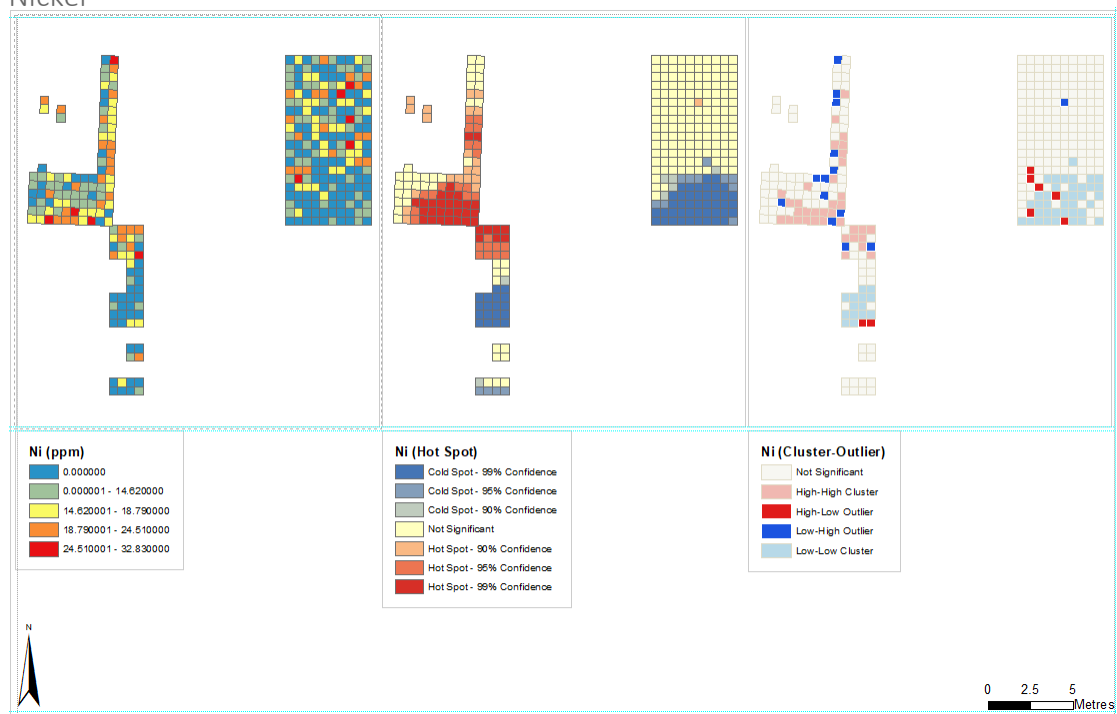 Nickel
Ni (ppm)
0.000000
0.000001 - 14.620000
14.620001 - 18.790000
18.790001 - 24.510000
24.510001 - 32.830000
Ni (Hot Spot)
Cold Spot - 99% Confidence
Cold Spot - 95% Confidence
Cold Spot - 90% Confidence
Not Significant
Hot Spot - 90% Confidence
Hot Spot - 95% Confidence
Hot Spot - 99% Confidence
Ni (Cluster-Outlier)
Not Significant
High-High Cluster
High-Low Outlier
Low-High Outlier
Low-Low Cluster
N
0 2.5 5
Metres